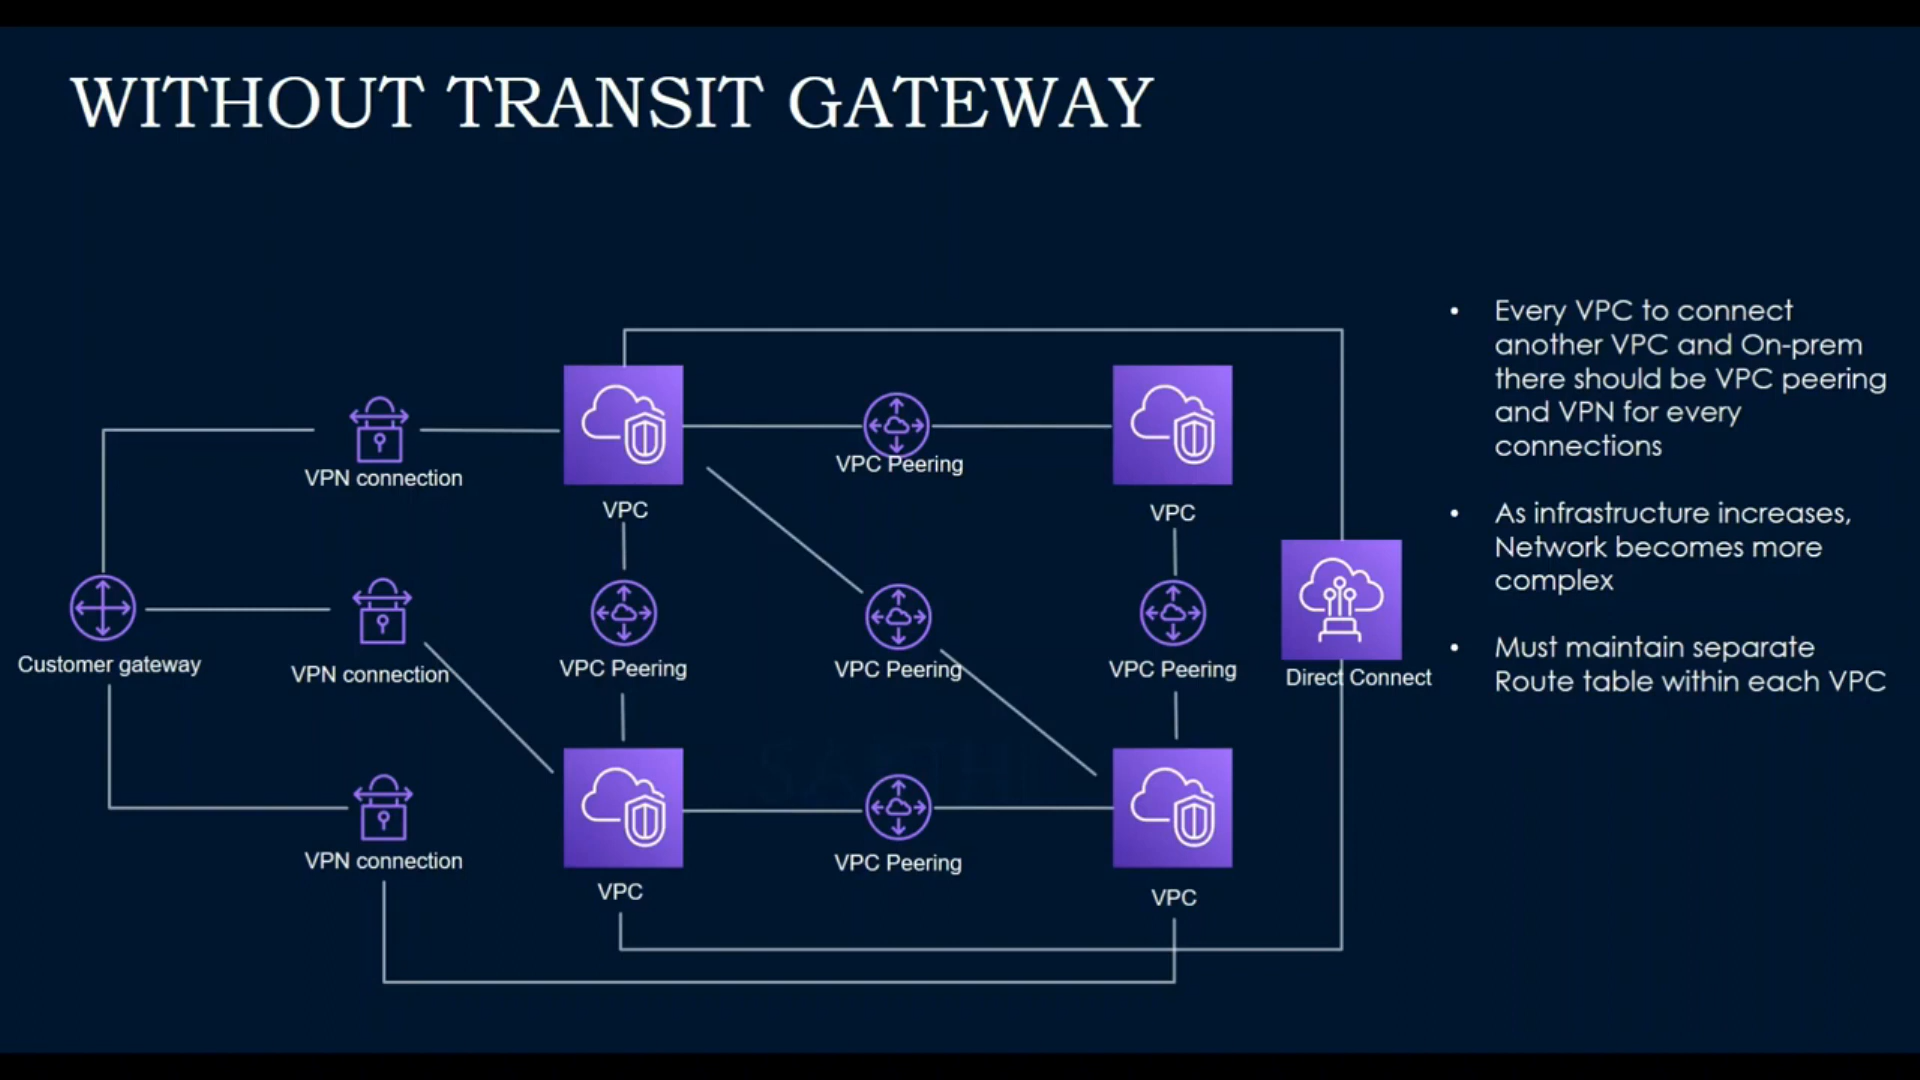 WITHOUT TRANSIT GATEWAY
VPN connection
VPC
VPC Peering
VPC
Customer gateway
VPN connection
VPC Peering
VPC Peering
VPC Peering
Direct Connect
VPN connection
VPC
VPC Peering
VPC
• Every VPC to connect
another VPC and On-prem
there should be VPC peering
and VPN for every
connections
• As infrastructure increases,
Network becomes more
complex
• Must maintain separate
Route table within each VPC